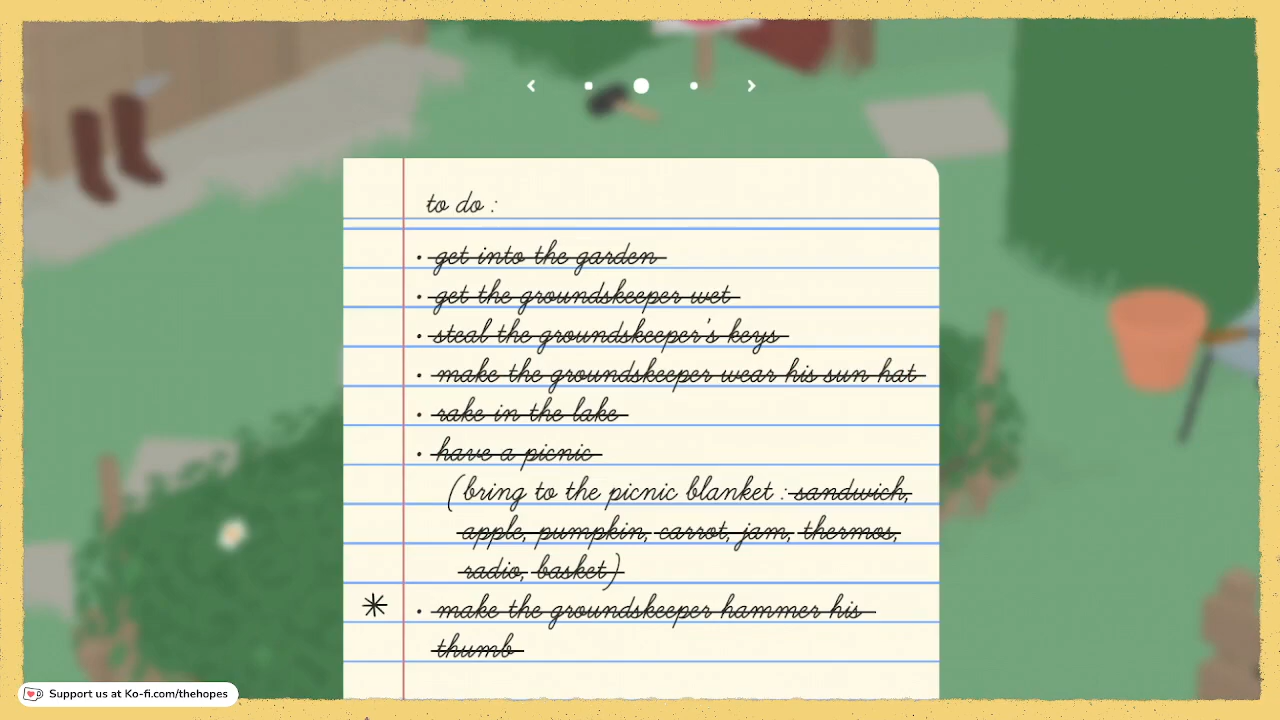 to do :
• get into the garden
• get the groundskeeper wet
• steal the groundskeeper's keys
• make the groundskeeper wear his sun hat
• rake in the lake
• have a picnic
(bring to the picnic blanket : sandwich,
apple, pumpkin, carrot, jam, thermos,
radio, basket)
• make the groundskeeper hammer his
thumb
Support us at Ko-fi.com/thehopes